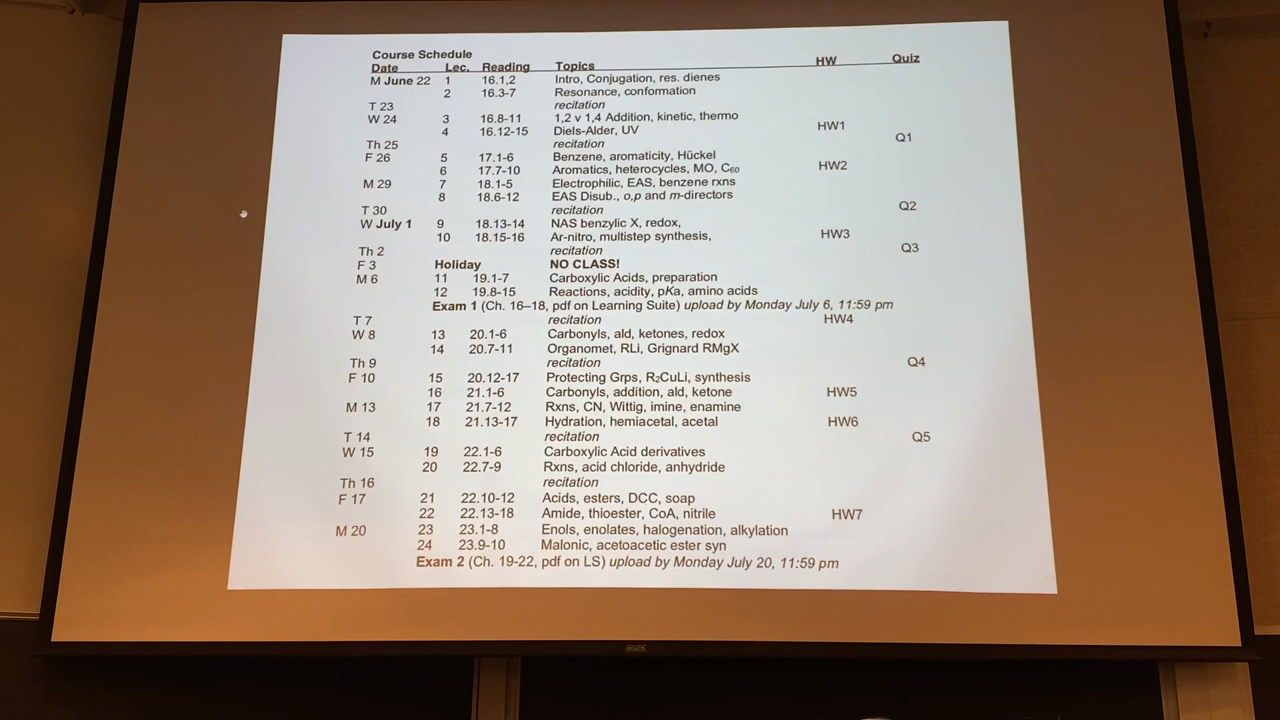 Course Schedule
Date Lec. Reading Topics HW Quiz
M June 22 1 16.1,2 Intro, Conjugation, res. dienes
2 16.3-7 Resonance, conformation
T 23 recitation
W 24 3 16.8-11 1,2 v 1,4 Addition, kinetic, thermo
4 16.12-15 Diels-Alder, UV HW1
Th 25 recitation Q1
F 26 5 17.1-6 Benzene, aromaticity, Hückel
6 17.7-10 Aromatics, heterocycles, MO, C₆₀ HW2
M 29 7 18.1-5 Electrophilic, EAS, benzene rxns
8 18.6-12 EAS Disub., o,p and m-directors
T 30 recitation Q2
W July 1 9 18.13-14 NAS benzylic X, redox,
10 18.15-16 Ar-nitro, multistep synthesis, HW3
Th 2 recitation Q3
F 3 Holiday NO CLASS!
M 6 11 19.1-7 Carboxylic Acids, preparation
12 19.8-15 Reactions, acidity, pKa, amino acids
Exam 1 (Ch. 16–18, pdf on Learning Suite) upload by Monday July 6, 11:59 pm
T 7 recitation HW4
W 8 13 20.1-6 Carbonyls, ald, ketones, redox
14 20.7-11 Organomet, RLi, Grignard RMgX
Th 9 recitation Q4
F 10 15 20.12-17 Protecting Grps, R₂CuLi, synthesis
16 21.1-6 Carbonyls, addition, ald, ketone HW5
M 13 17 21.7-12 Rxns, CN, Wittig, imine, enamine
18 21.13-17 Hydration, hemiacetal, acetal HW6
T 14 recitation Q5
W 15 19 22.1-6 Carboxylic Acid derivatives
20 22.7-9 Rxns, acid chloride, anhydride
Th 16 recitation
F 17 21 22.10-12 Acids, esters, DCC, soap
22 22.13-18 Amide, thioester, CoA, nitrile HW7
M 20 23 23.1-8 Enols, enolates, halogenation, alkylation
24 23.9-10 Malonic, acetoacetic ester syn
Exam 2 (Ch. 19-22, pdf on LS) upload by Monday July 20, 11:59 pm